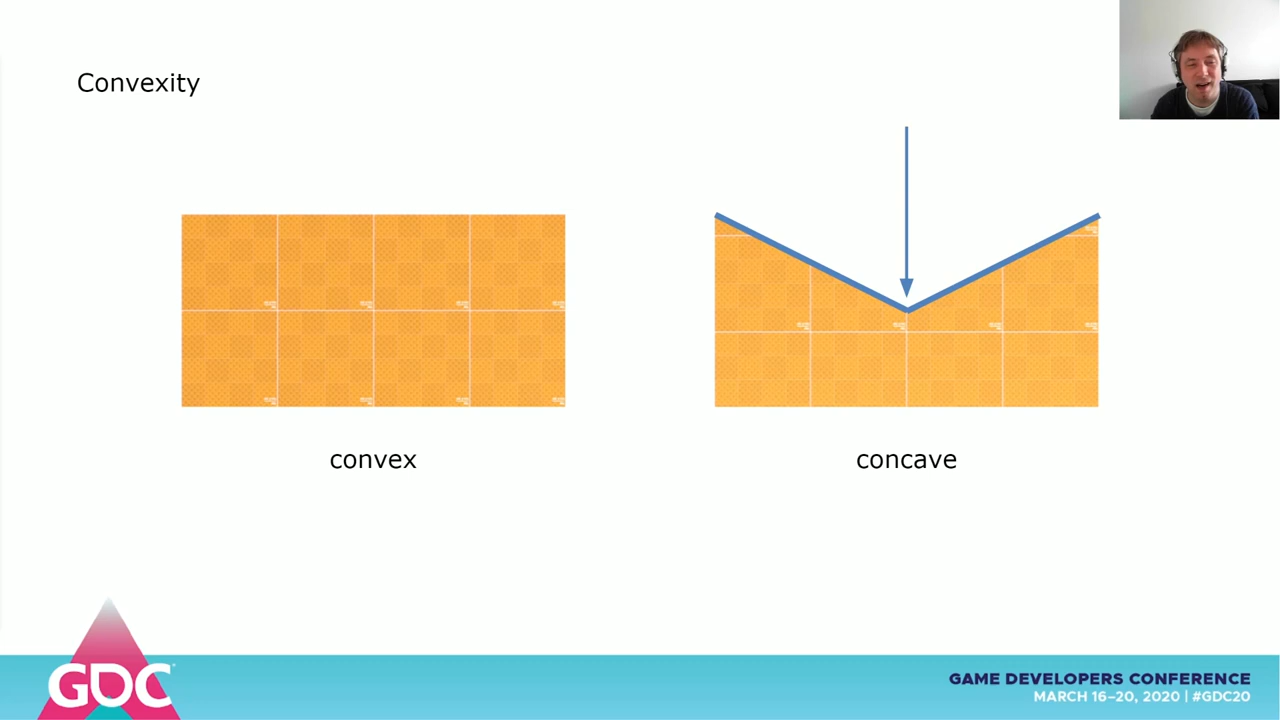 Convexity
convex
concave
GDC
GAME DEVELOPERS CONFERENCE
MARCH 16–20, 2020 | #GDC20